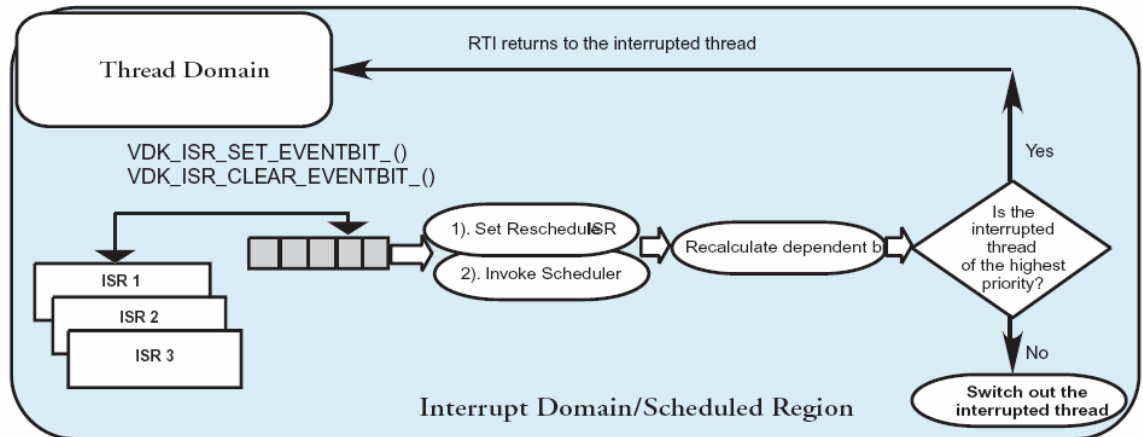 RTI returns to the interrupted thread
Thread Domain
VDK_ISR_SET_EVENTBIT_()
VDK_ISR_CLEAR_EVENTBIT_()
Yes
1). Set Reschedule ISR
2). Invoke Scheduler
Recalculate dependent b
Is the
interrupted
thread
of the highest
priority?
ISR 1
ISR 2
ISR 3
No
Switch out the
interrupted thread
Interrupt Domain/Scheduled Region